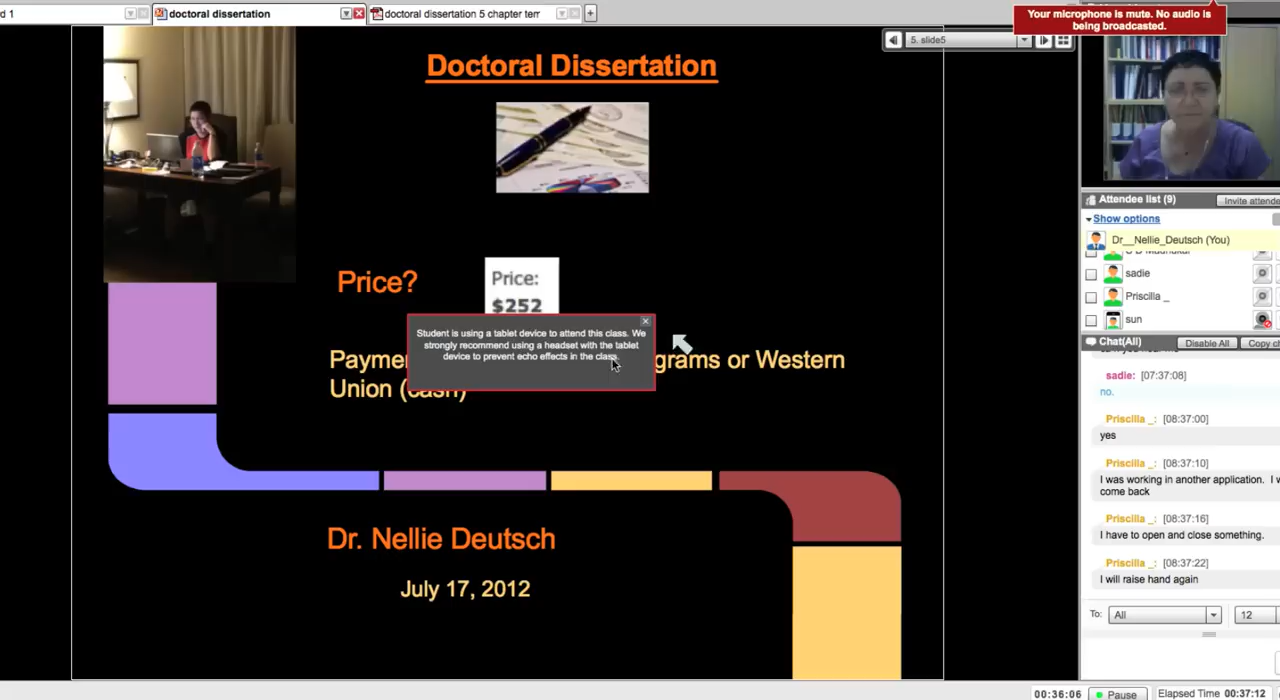 d 1
doctoral dissertation
doctoral dissertation 5 chapter tem
Your microphone is mute. No audio is
being broadcasted.
5. slide5
Doctoral Dissertation
Price?
Price:
$252
Student is using a tablet device to attend this class. We
strongly recommend using a headset with the tablet
device to prevent echo effects in the class.
Paymen
grams or Western
Union (cash)
Dr. Nellie Deutsch
July 17, 2012
Attendee list (9)
Invite attende
Show options
Dr__Nellie_Deutsch (You)
sadie
Priscilla _
sun
Chat(All)
Disable All
Copy ch
sadie: [07:37:08]
no.
Priscilla _: [08:37:00]
yes
Priscilla _: [08:37:10]
I was working in another application. I w
come back
Priscilla _: [08:37:16]
I have to open and close something.
Priscilla _: [08:37:22]
I will raise hand again
To:
All
12
00:36:06
Pause
Elapsed Time 00:37:12